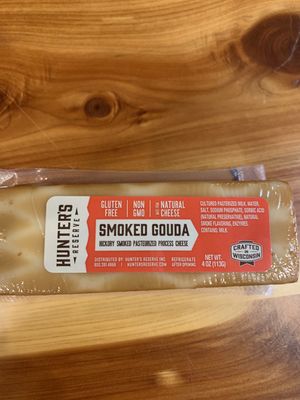 HUNTER'S
RESERVE
GLUTEN
FREE
NON
GMO
NATURAL
CHEESE
SMOKED GOUDA
HICKORY SMOKED PASTEURIZED PROCESS CHEESE
DISTRIBUTED BY HUNTER'S RESERVE INC
HUNTERSRESERVE.COM
REFRIGERATE
AFTER OPENING
CULTURED PASTEURIZED MILK, WATER,
SALT, SODIUM PHOSPHATE, SORBIC ACID
(NATURAL PRESERVATIVE), NATURAL
SMOKE FLAVORING, ENZYMES.
CONTAINS: MILK.
NET WT.
4 OZ (113G)
CRAFTED
IN
WISCONSIN